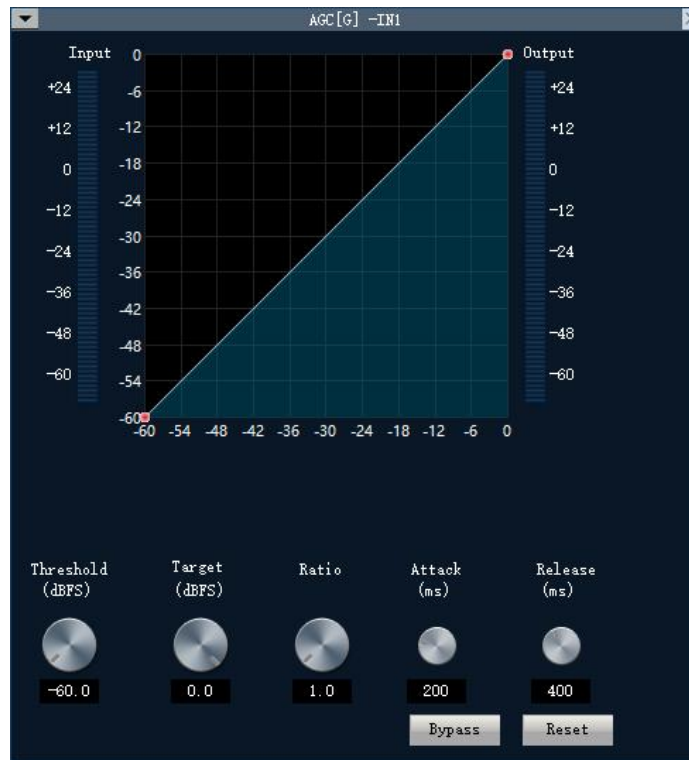 AGC[G] -IN1
Input
Output
+24
+12
0
-12
-24
-36
-48
-60
0
-6
-12
-18
-24
-30
-36
-42
-48
-54
-60
-60 -54 -48 -42 -36 -30 -24 -18 -12 -6 0
+24
+12
0
-12
-24
-36
-48
-60
Threshold
(dBFS)
Target
(dBFS)
Ratio
Attack
(ms)
Release
(ms)
-60.0
0.0
1.0
200
400
Bypass
Reset